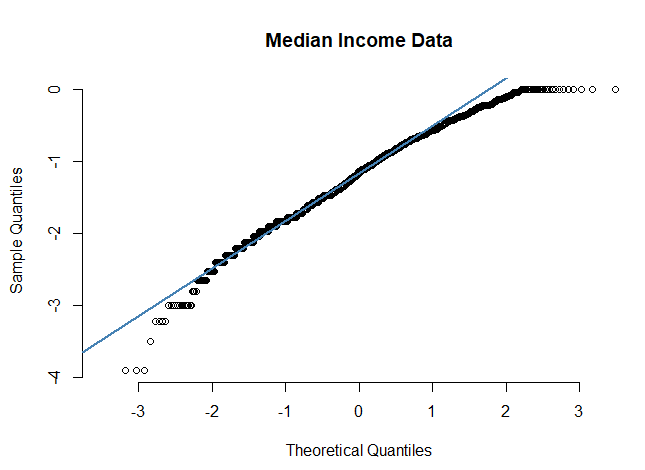 Median Income Data
0
-1
-2
-3
-4
Sample Quantiles
-3 -2 -1 0 1 2 3
Theoretical Quantiles